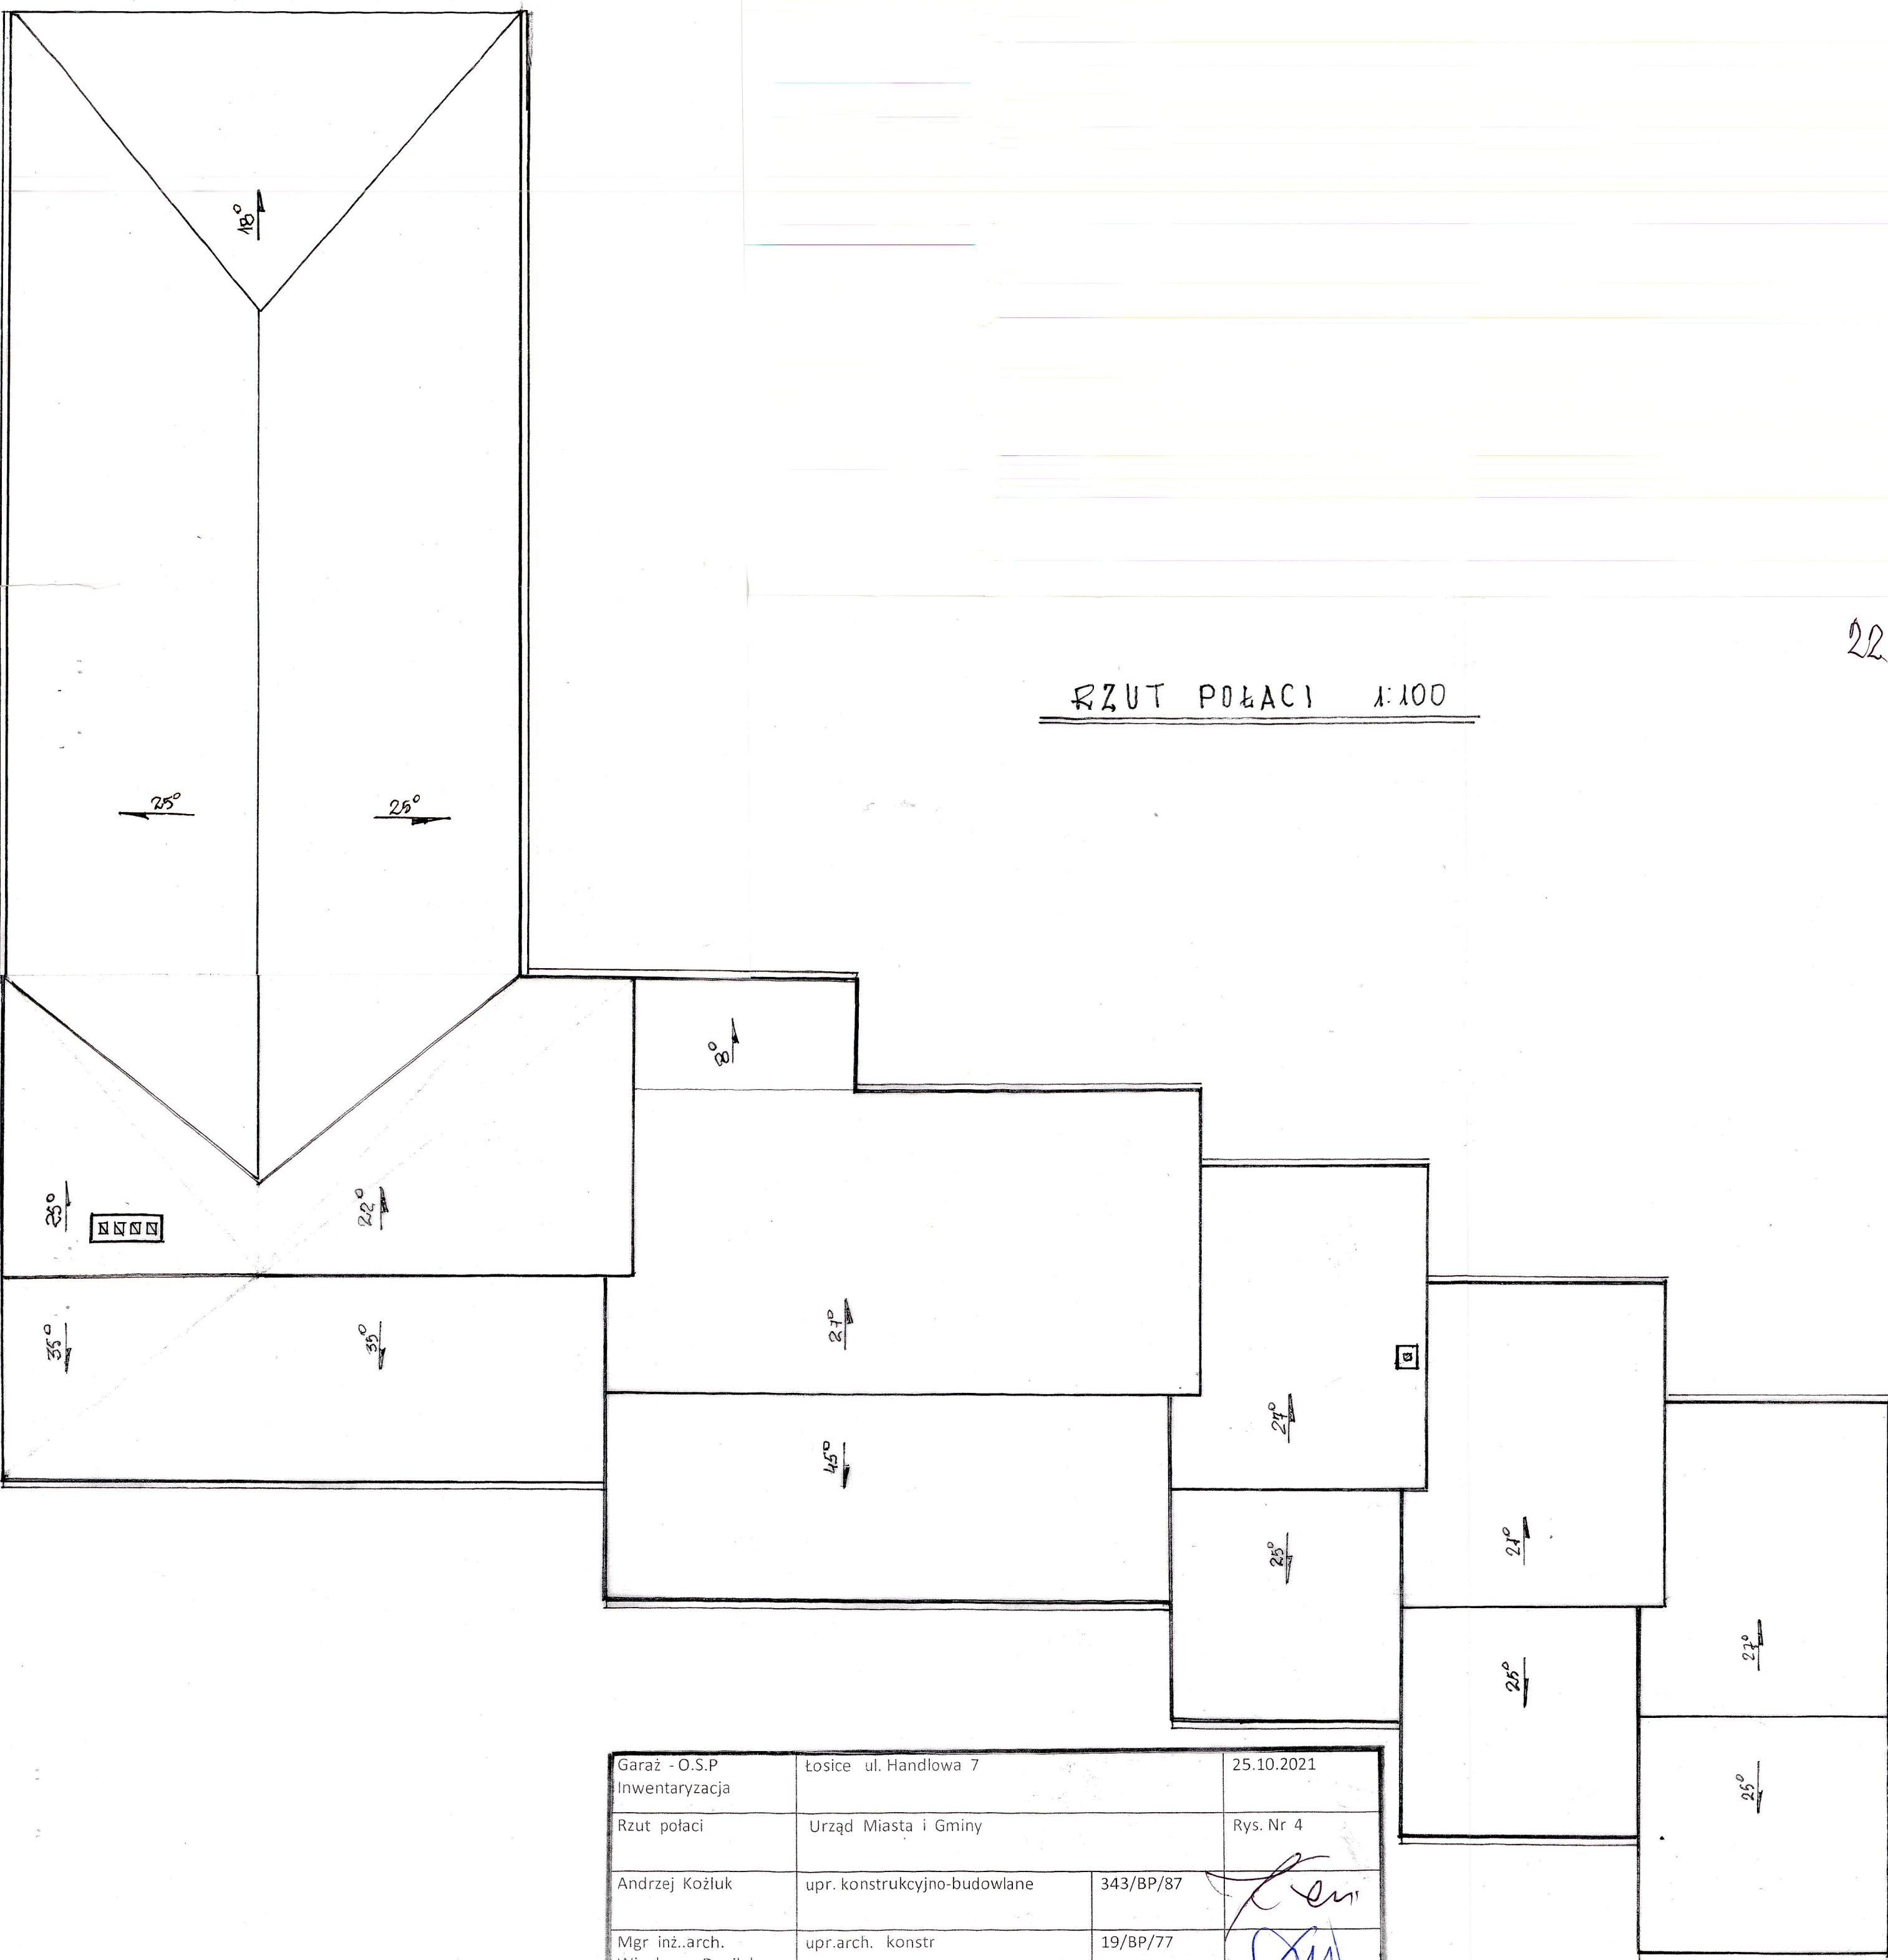 18°
22
RZUT POŁACI 1:100
25°
25°
8°
25°
22°
35°
35°
27°
45°
27°
25°
21°
25°
27°
25°
Garaż - O.S.P Łosice ul. Handlowa 7 25.10.2021
Inwentaryzacja
Rzut połaci Urząd Miasta i Gminy Rys. Nr 4
Andrzej Koźluk upr. konstrukcyjno-budowlane 343/BP/87
Mgr inż..arch. upr.arch. konstr 19/BP/77